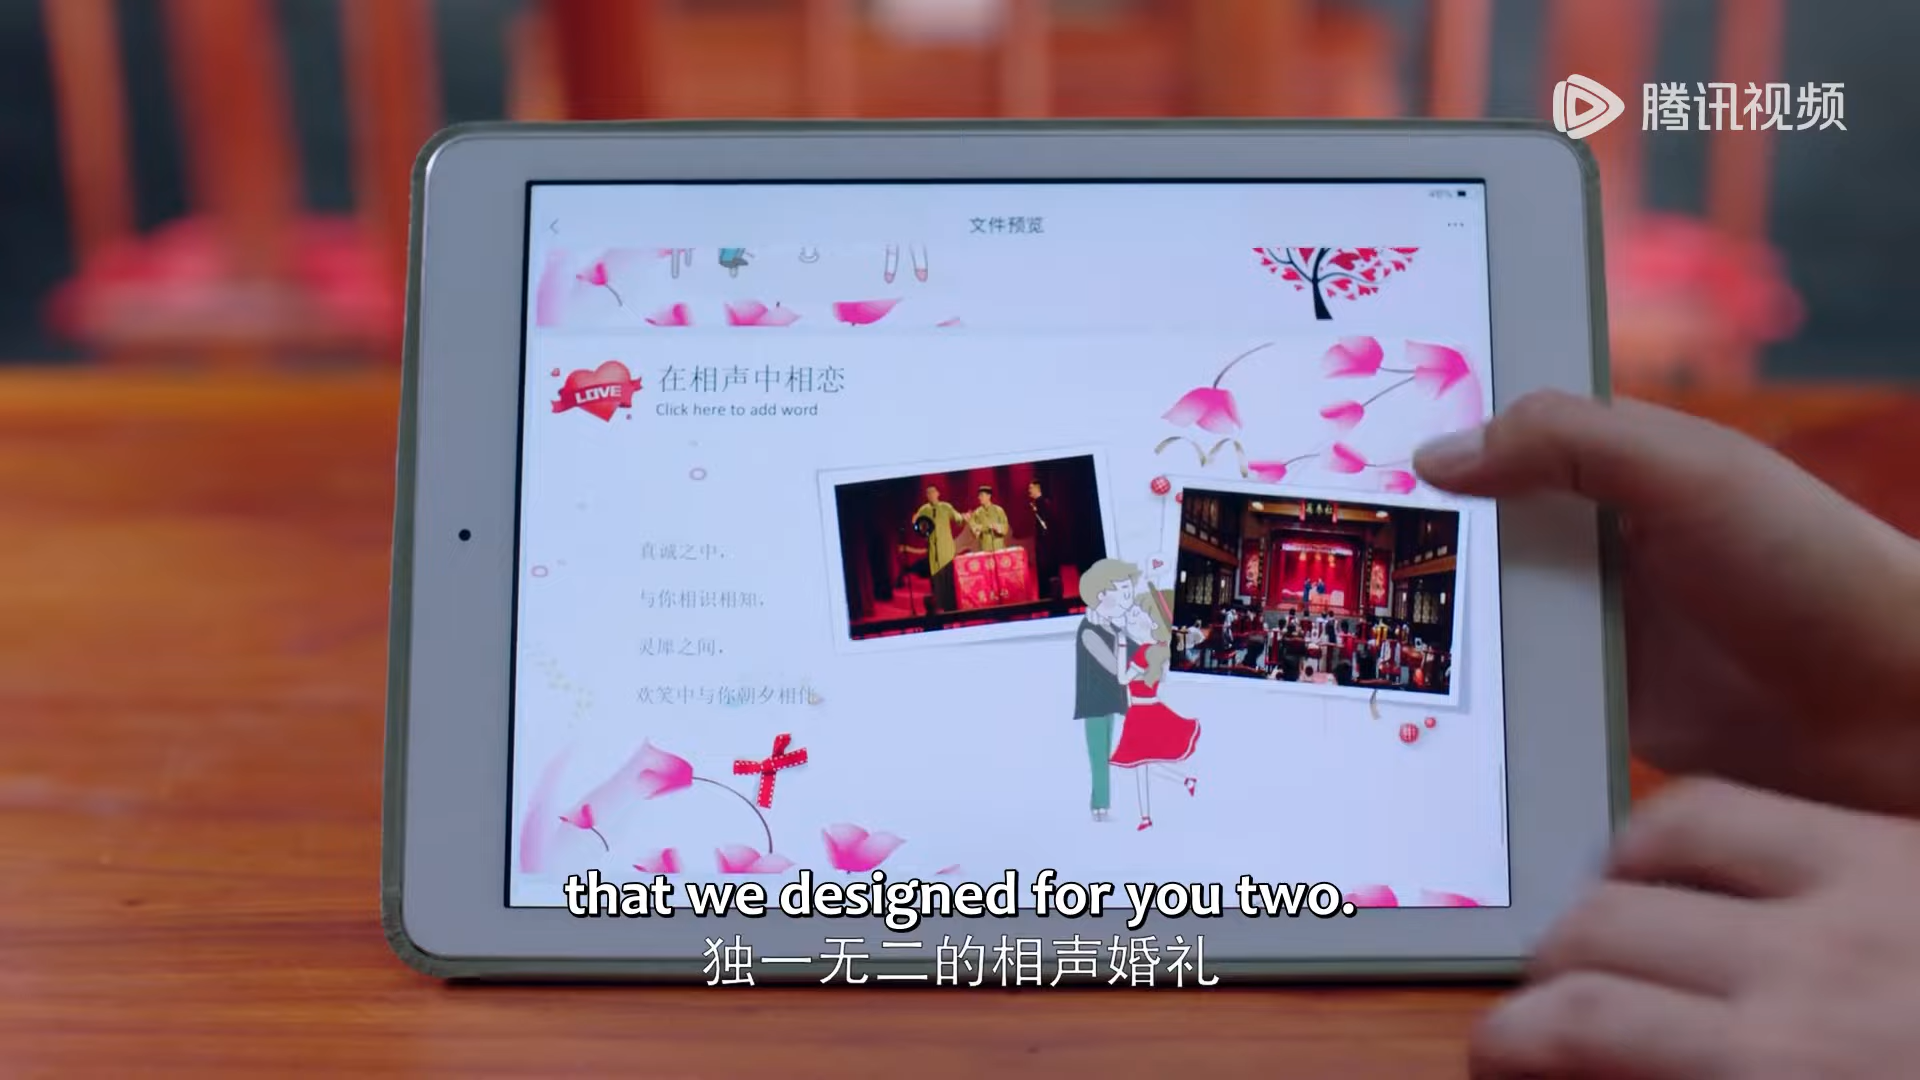 腾讯视频
文件预览
LOVE
在相声中相恋
Click here to add word
真诚之中，
与你相识相知，
灵犀之间，
欢笑中与你朝夕相伴
that we designed for you two.
独一无二的相声婚礼